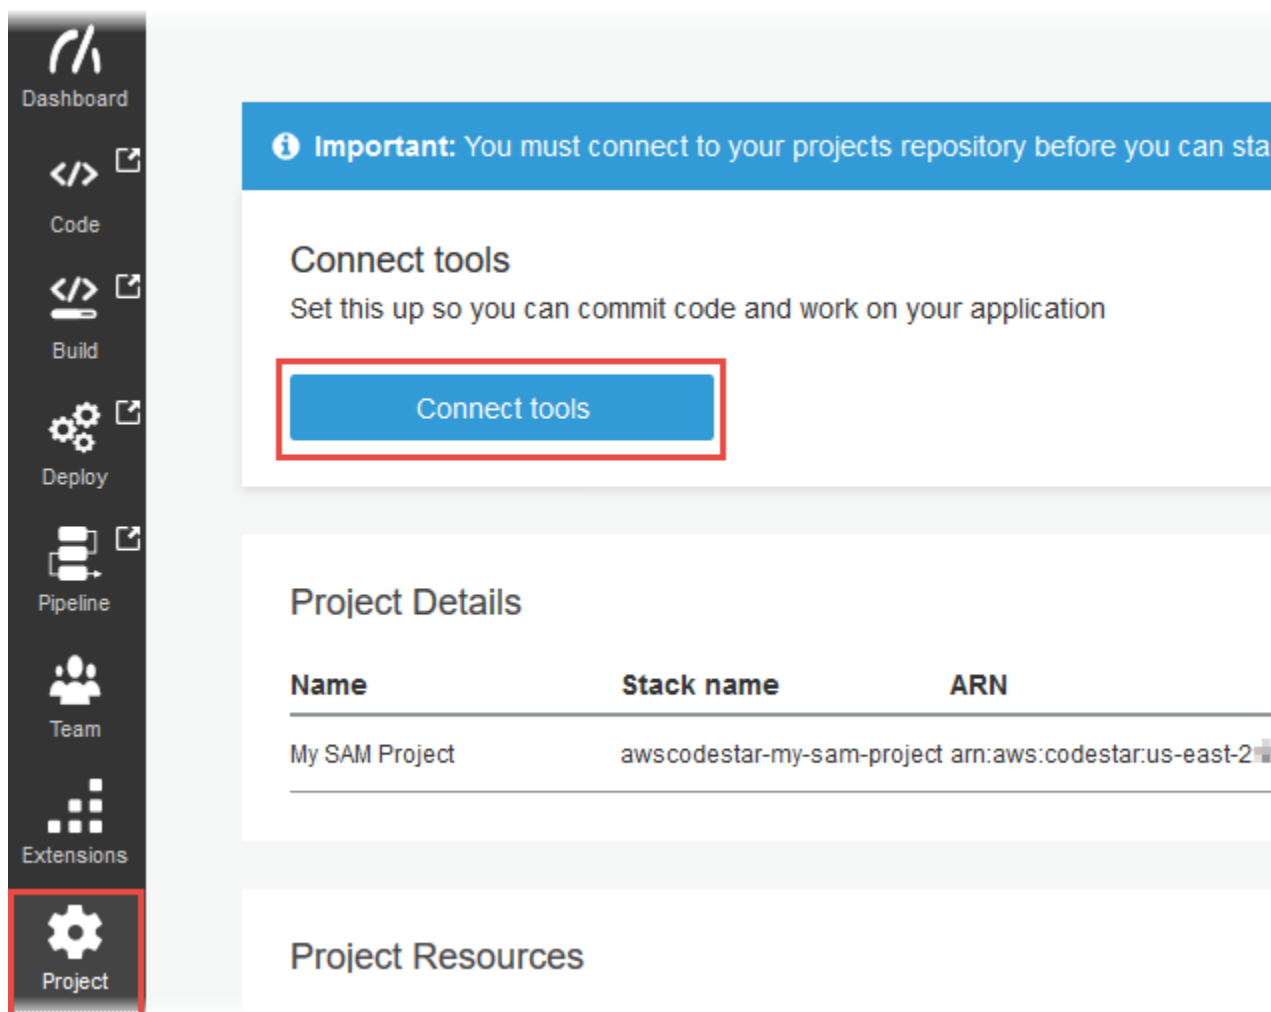 Dashboard
Code
Build
Deploy
Pipeline
Team
Extensions
Project
Important: You must connect to your projects repository before you can sta
Connect tools
Set this up so you can commit code and work on your application
Connect tools
Project Details
Name Stack name ARN
My SAM Project awscodestar-my-sam-project arn:aws:codestar:us-east-2
Project Resources